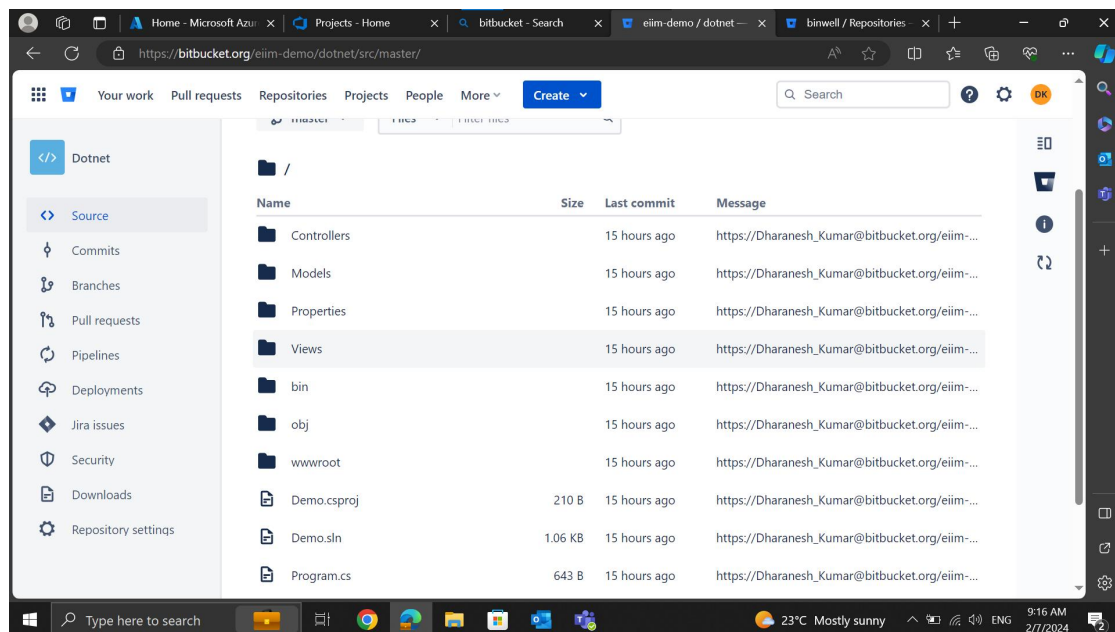 Home - Microsoft Azur
Projects - Home
bitbucket - Search
eiim-demo / dotnet —
binwell / Repositories -
https://bitbucket.org/eiim-demo/dotnet/src/master/
Your work Pull requests Repositories Projects People More Create Search DK
master Files Filter files
</> Dotnet
/
Name Size Last commit Message
Source
Controllers 15 hours ago https://Dharanesh_Kumar@bitbucket.org/eiim-...
Commits
Models 15 hours ago https://Dharanesh_Kumar@bitbucket.org/eiim-...
Branches
Properties 15 hours ago https://Dharanesh_Kumar@bitbucket.org/eiim-...
Pull requests
Views 15 hours ago https://Dharanesh_Kumar@bitbucket.org/eiim-...
Pipelines
bin 15 hours ago https://Dharanesh_Kumar@bitbucket.org/eiim-...
Deployments
obj 15 hours ago https://Dharanesh_Kumar@bitbucket.org/eiim-...
Jira issues
wwwroot 15 hours ago https://Dharanesh_Kumar@bitbucket.org/eiim-...
Security
Downloads
Demo.csproj 210 B 15 hours ago https://Dharanesh_Kumar@bitbucket.org/eiim-...
Repository settings
Demo.sln 1.06 KB 15 hours ago https://Dharanesh_Kumar@bitbucket.org/eiim-...
Program.cs 643 B 15 hours ago https://Dharanesh_Kumar@bitbucket.org/eiim-...
Type here to search
23°C Mostly sunny
ENG
9:16 AM
2/7/2024
2